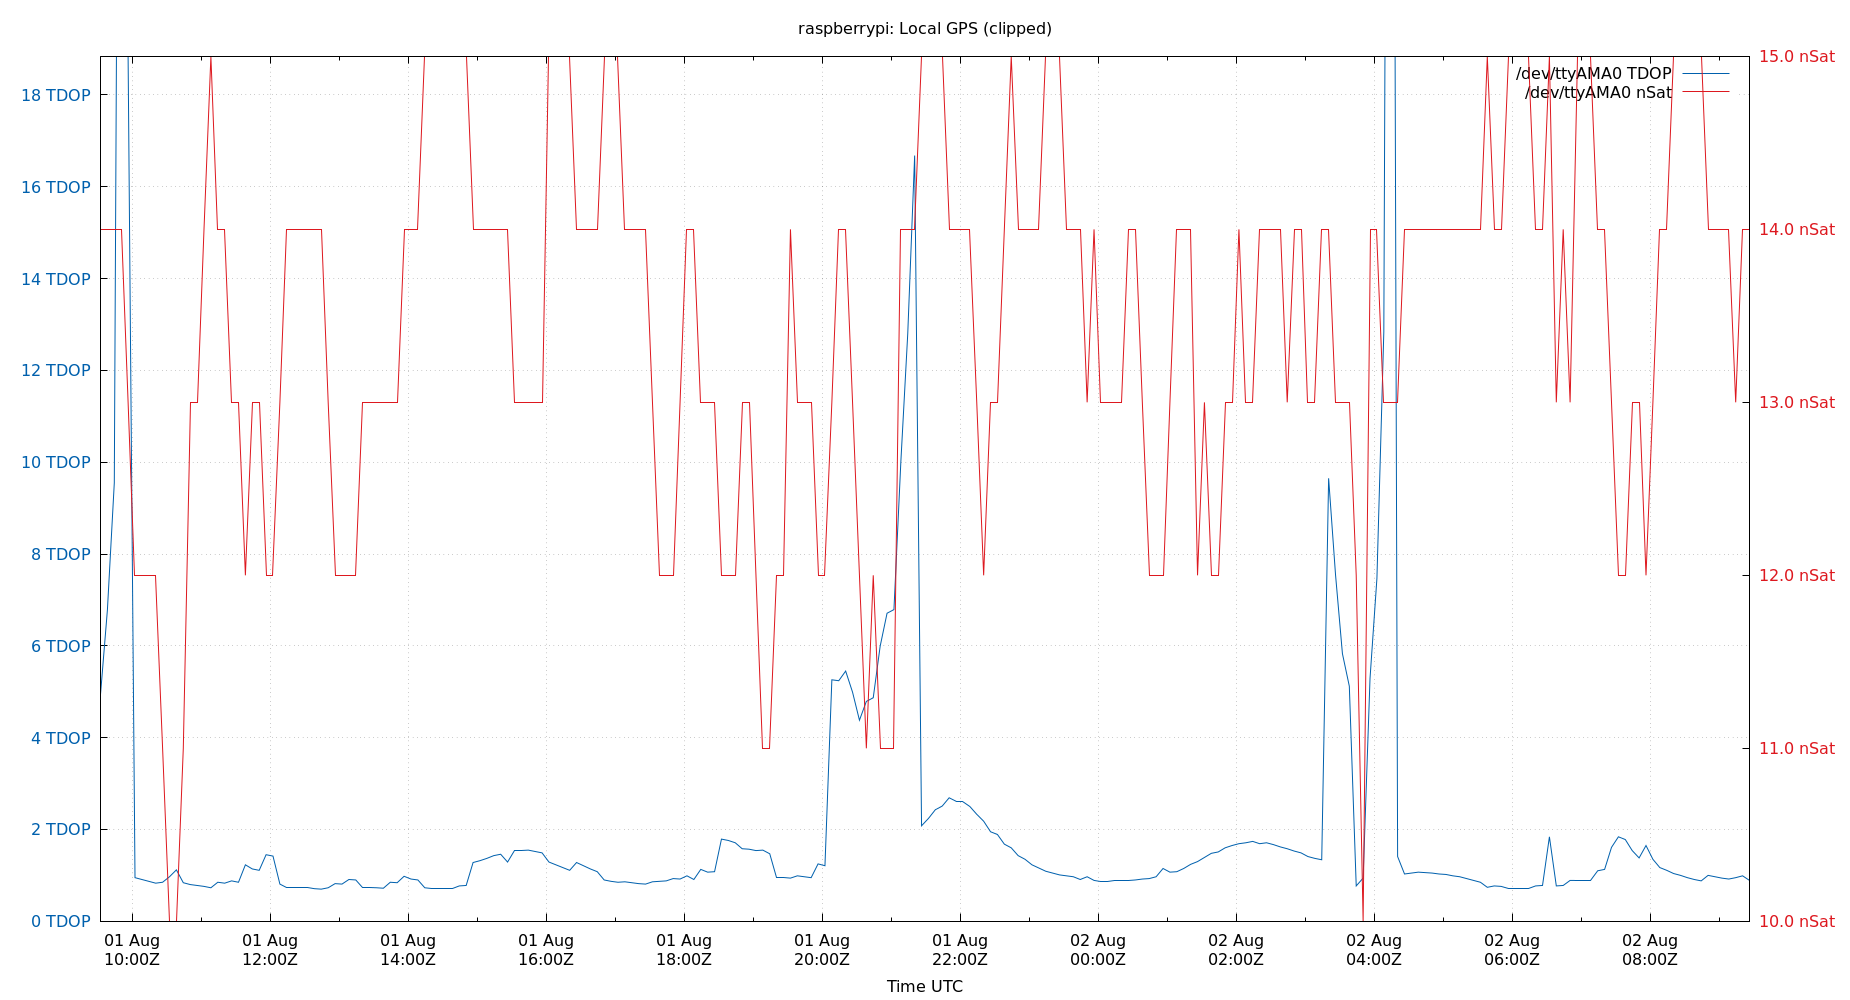 raspberrypi: Local GPS (clipped)
/dev/ttyAMA0 TDOP
/dev/ttyAMA0 nSat
18 TDOP
16 TDOP
14 TDOP
12 TDOP
10 TDOP
8 TDOP
6 TDOP
4 TDOP
2 TDOP
0 TDOP
15.0 nSat
14.0 nSat
13.0 nSat
12.0 nSat
11.0 nSat
10.0 nSat
01 Aug
10:00Z
01 Aug
12:00Z
01 Aug
14:00Z
01 Aug
16:00Z
01 Aug
18:00Z
01 Aug
20:00Z
01 Aug
22:00Z
02 Aug
00:00Z
02 Aug
02:00Z
02 Aug
04:00Z
02 Aug
06:00Z
02 Aug
08:00Z
Time UTC